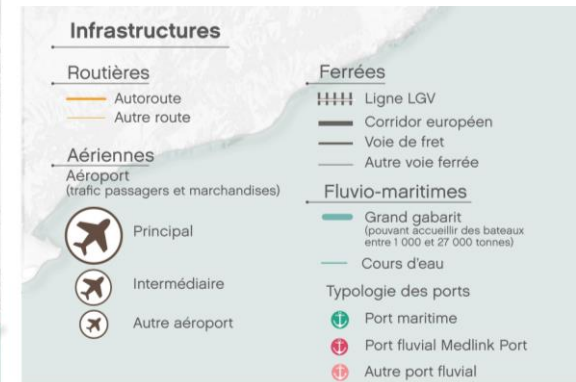 Infrastructures
Routières
Autoroute
Autre route
Aériennes
Aéroport
(trafic passagers et marchandises)
Principal
Intermédiaire
Autre aéroport
Ferrées
Ligne LGV
Corridor européen
Voie de fret
Autre voie ferrée
Fluvio-maritimes
Grand gabarit
(pouvant accueillir des bateaux
entre 1 000 et 27 000 tonnes)
Cours d'eau
Typologie des ports
Port maritime
Port fluvial Medlink Port
Autre port fluvial